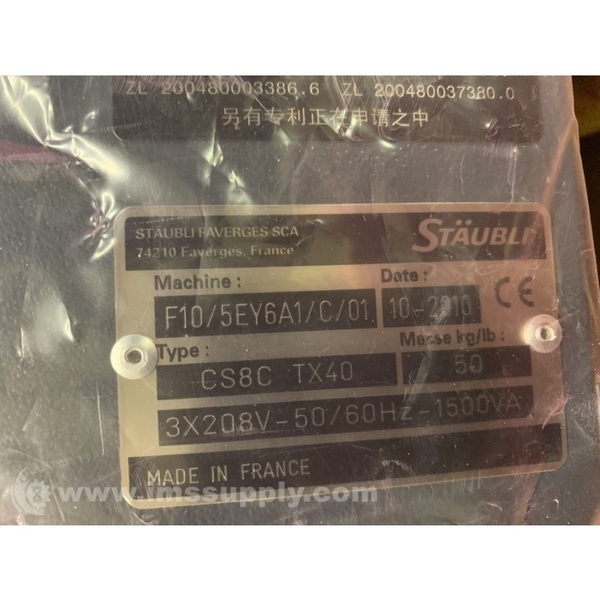 ZL 200480003386.6 ZL 200480037380.0
另有专利正在申请之中
STÄUBLI FAVERGES SCA
74210 Faverges, France
STÄUBLI
Machine :
Date :
F10/5EY6A1/C/01
10-2010
CE
Type :
Masse kg/lb :
CS8C TX40
50
3X208V-50/60Hz-1500VA
MADE IN FRANCE
www.imssupply.com